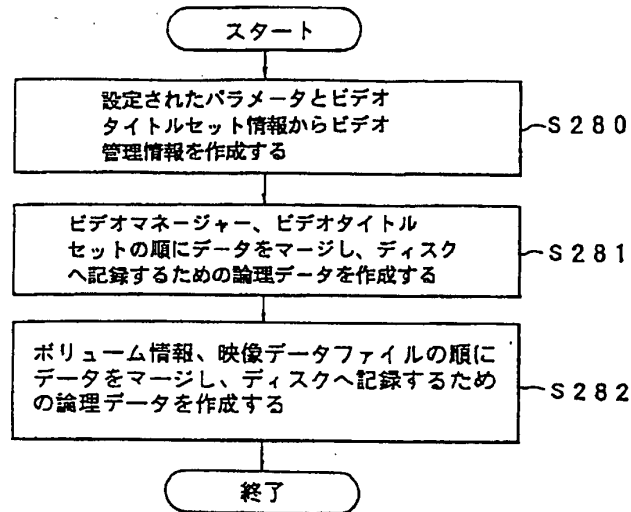 スタート
設定されたパラメータとビデオ
タイトルセット情報からビデオ
管理情報を作成する
S280
ビデオマネージャー、ビデオタイトル
セットの順にデータをマージし、ディスク
へ記録するための論理データを作成する
S281
ボリューム情報、映像データファイルの順に
データをマージし、ディスクへ記録するため
の論理データを作成する
S282
終了